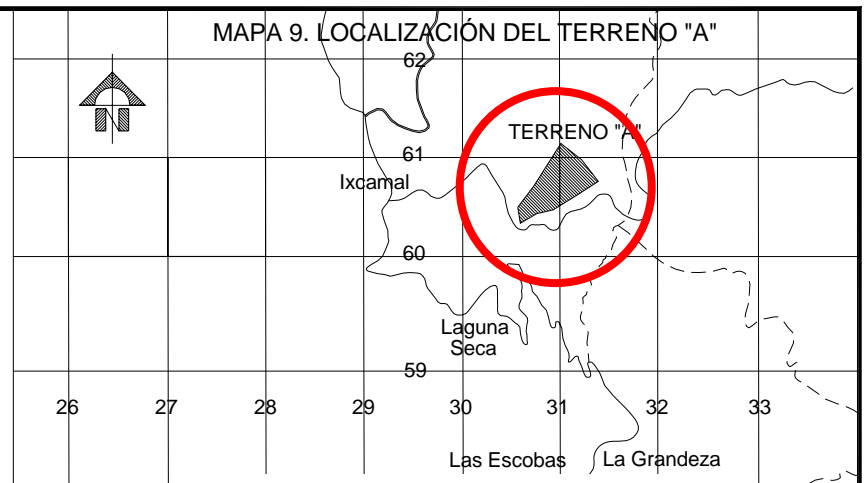 MAPA 9. LOCALIZACIÓN DEL TERRENO "A"
62
N
TERRENO "A"
61
Ixcamal
60
Laguna
Seca
59
26 27 28 29 30 31 32 33
Las Escobas La Grandeza